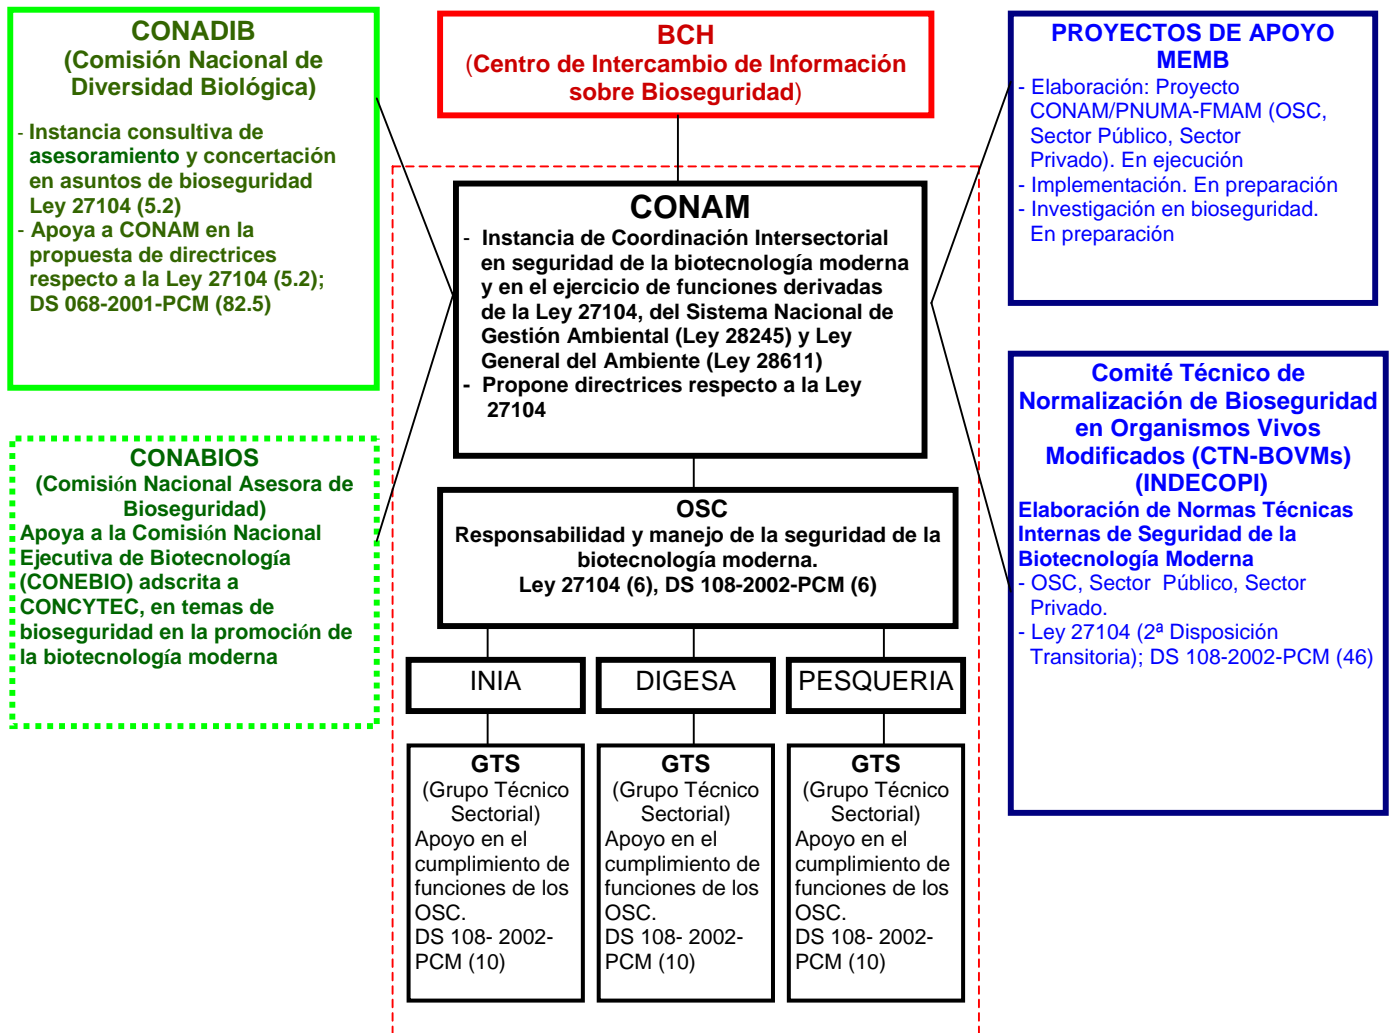 CONADIB
(Comisión Nacional de
Diversidad Biológica)
- Instancia consultiva de
asesoramiento y concertación
en asuntos de bioseguridad
Ley 27104 (5.2)
- Apoya a CONAM en la
propuesta de directrices
respecto a la Ley 27104 (5.2);
DS 068-2001-PCM (82.5)
CONABIOS
(Comisión Nacional Asesora de
Bioseguridad)
Apoya a la Comisión Nacional
Ejecutiva de Biotecnología
(CONEBIO) adscrita a
CONCYTEC, en temas de
bioseguridad en la promoción de
la biotecnología moderna
BCH
(Centro de Intercambio de Información
sobre Bioseguridad)
CONAM
- Instancia de Coordinación Intersectorial
en seguridad de la biotecnología moderna
y en el ejercicio de funciones derivadas
de la Ley 27104, del Sistema Nacional de
Gestión Ambiental (Ley 28245) y Ley
General del Ambiente (Ley 28611)
- Propone directrices respecto a la Ley
27104
OSC
Responsabilidad y manejo de la seguridad de la
biotecnología moderna.
Ley 27104 (6), DS 108-2002-PCM (6)
INIA
DIGESA
PESQUERIA
GTS
(Grupo Técnico
Sectorial)
Apoyo en el
cumplimiento de
funciones de los
OSC.
DS 108- 2002-
PCM (10)
GTS
(Grupo Técnico
Sectorial)
Apoyo en el
cumplimiento de
funciones de los
OSC.
DS 108- 2002-
PCM (10)
GTS
(Grupo Técnico
Sectorial)
Apoyo en el
cumplimiento de
funciones de los
OSC.
DS 108- 2002-
PCM (10)
PROYECTOS DE APOYO
MEMB
- Elaboración: Proyecto
CONAM/PNUMA-FMAM (OSC,
Sector Público, Sector
Privado). En ejecución
- Implementación. En preparación
- Investigación en bioseguridad.
En preparación
Comité Técnico de
Normalización de Bioseguridad
en Organismos Vivos
Modificados (CTN-BOVMs)
(INDECOPI)
Elaboración de Normas Técnicas
Internas de Seguridad de la
Biotecnología Moderna
- OSC, Sector Público, Sector
Privado.
- Ley 27104 (2ª Disposición
Transitoria); DS 108-2002-PCM (46)